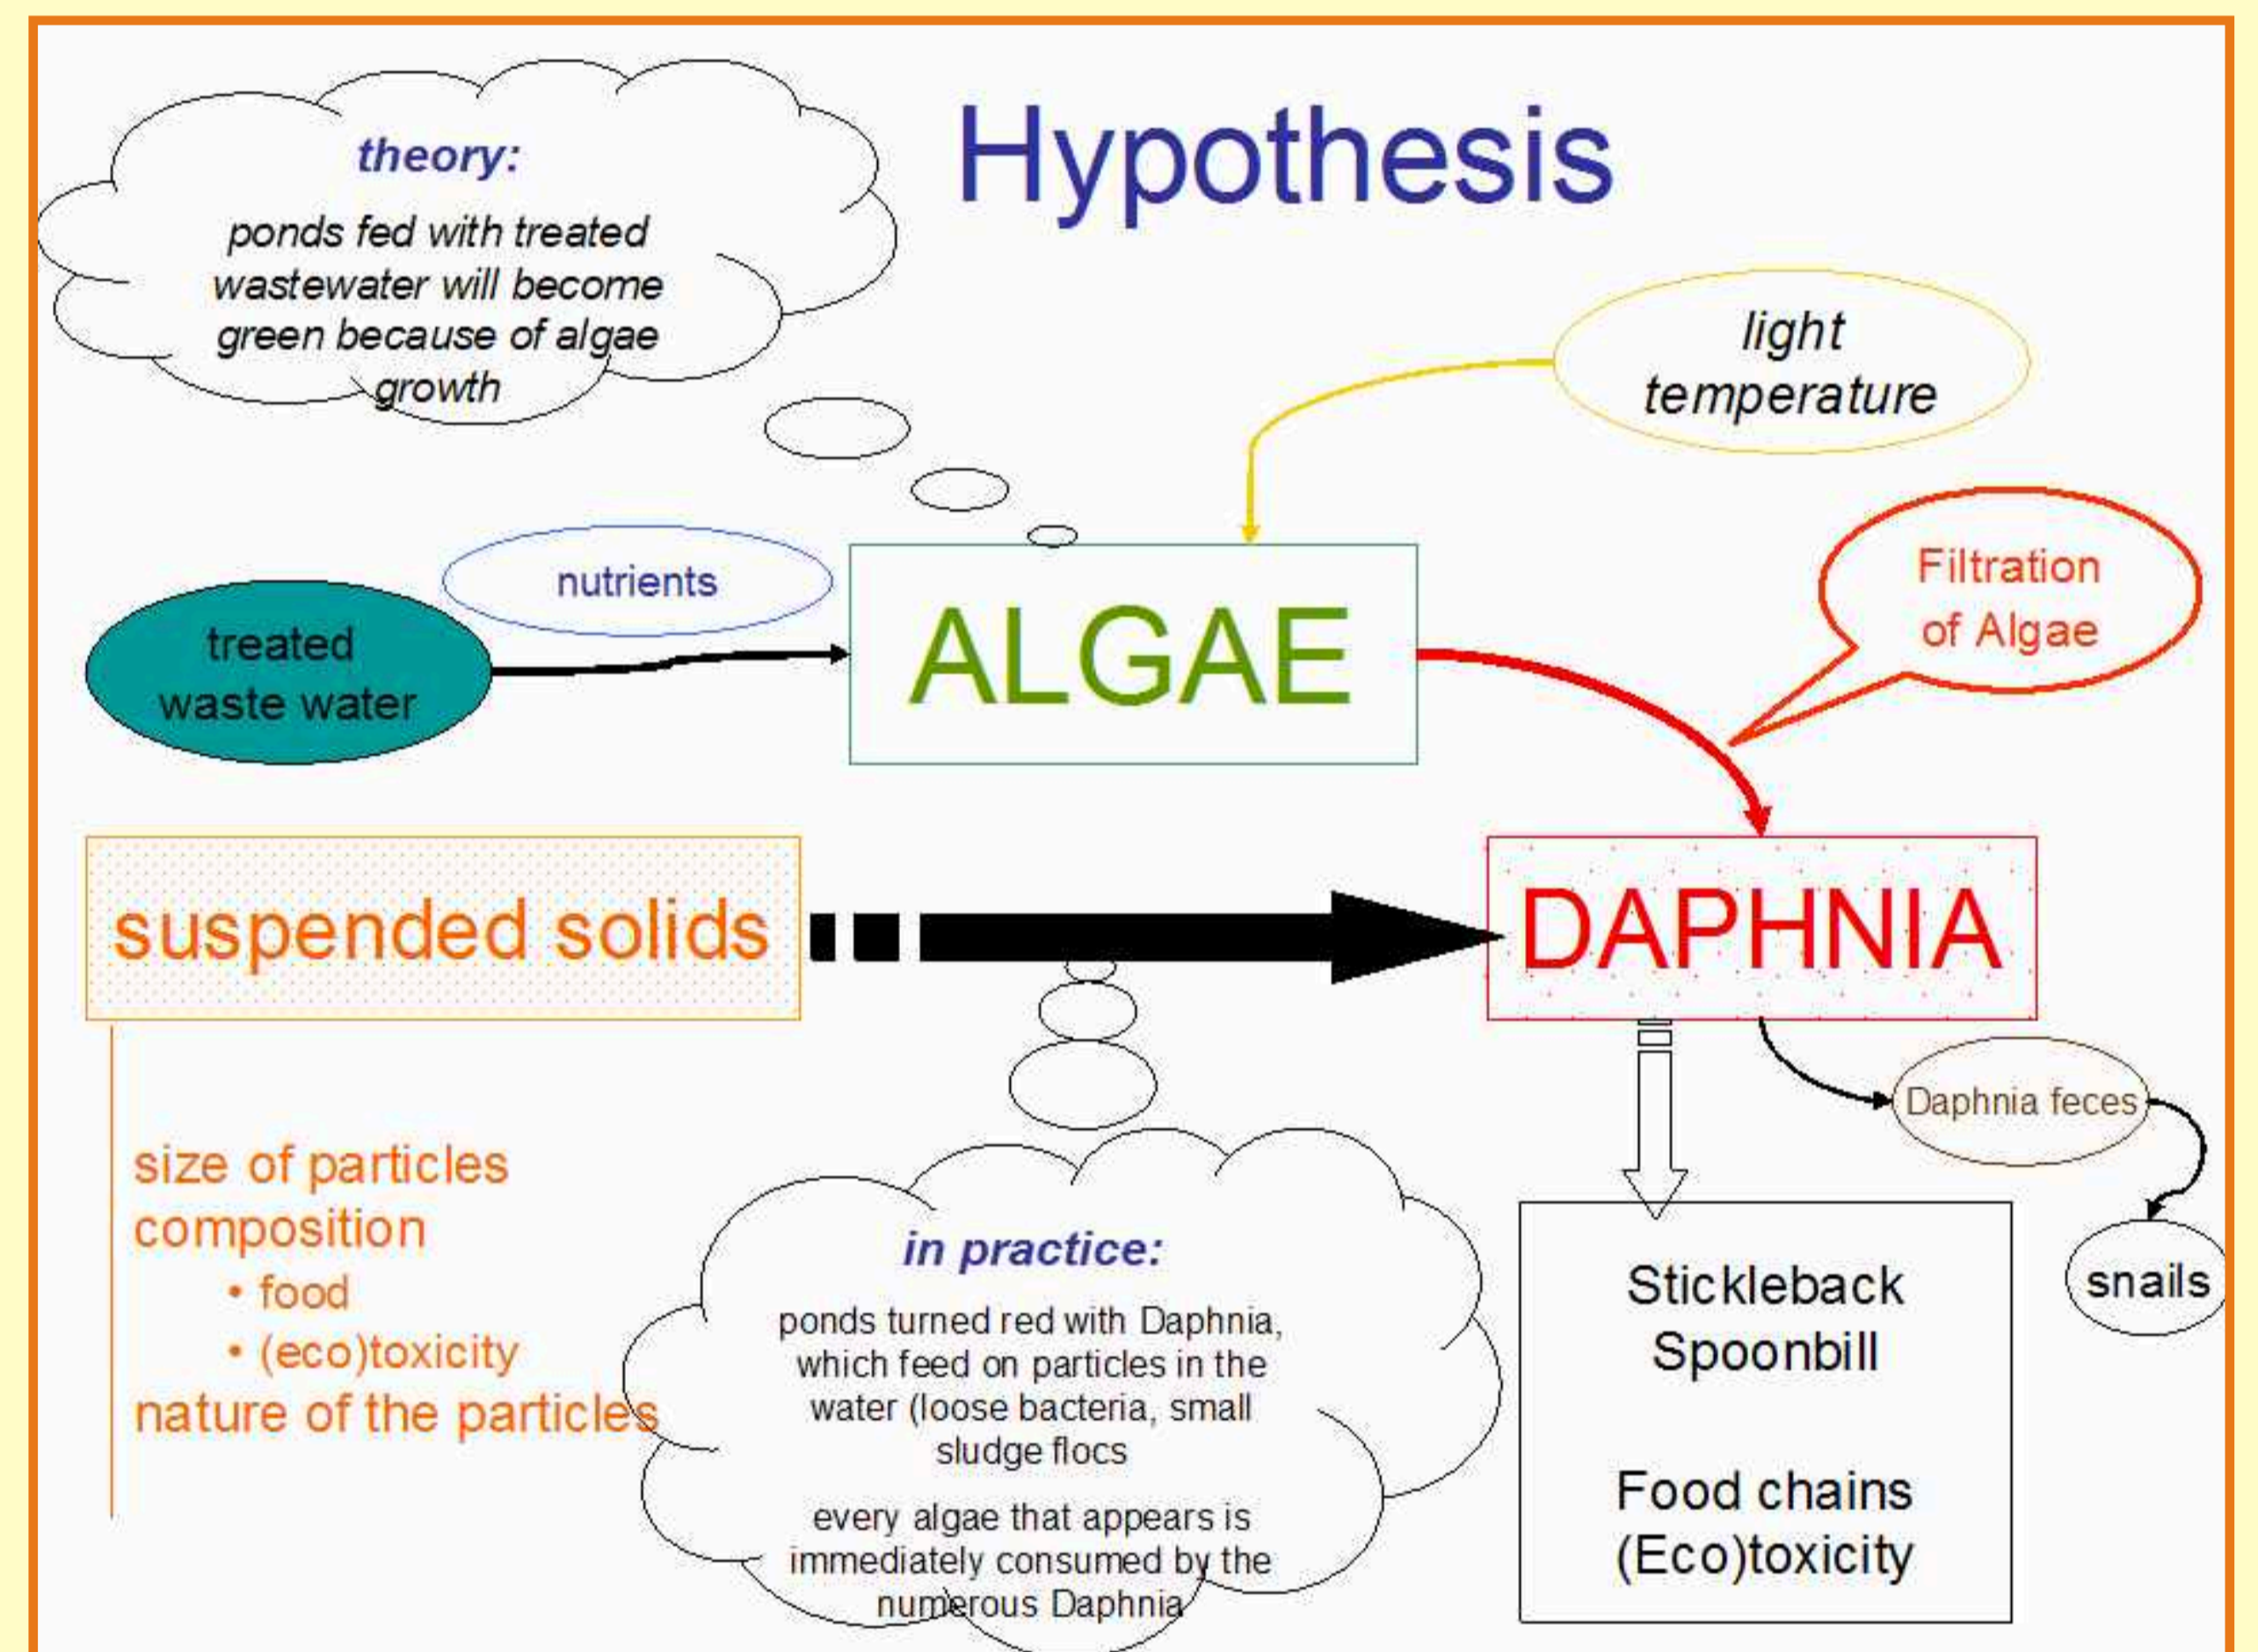 Hypothesis
theory:
ponds fed with treated
wastewater will become
green because of algae
growth
light
temperature
nutrients
treated
waste water
ALGAE
Filtration
of Algae
suspended solids
DAPHNIA
size of particles
composition
• food
• (eco)toxicity
nature of the particles
in practice:
ponds turned red with Daphnia,
which feed on particles in the
water (loose bacteria, small
sludge flocs
every algae that appears is
immediately consumed by the
numerous Daphnia
Daphnia feces
snails
Stickleback
Spoonbill
Food chains
(Eco)toxicity